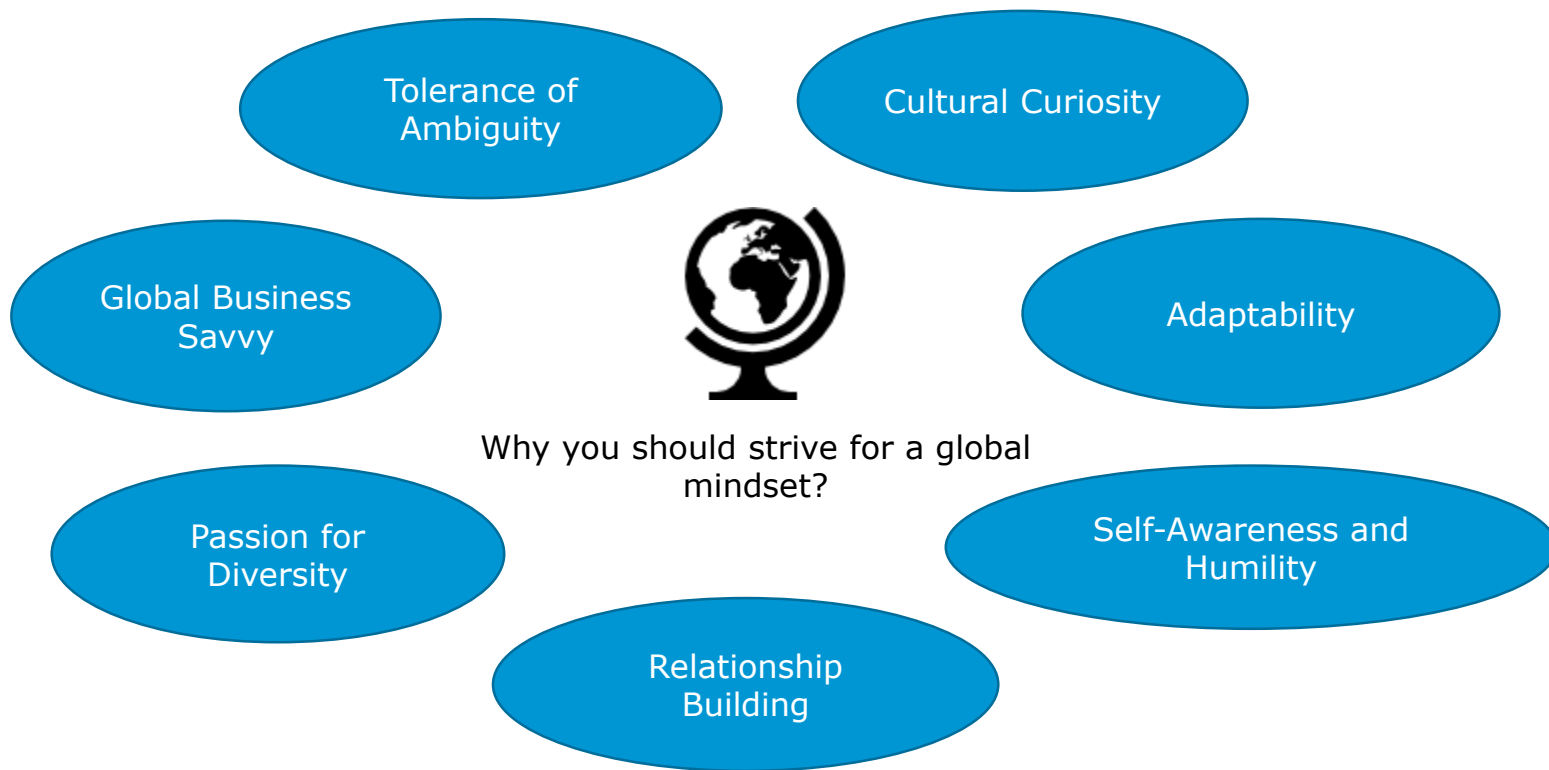 Tolerance of
Ambiguity
Cultural Curiosity
Global Business
Savvy
Adaptability
Why you should strive for a global
mindset?
Passion for
Diversity
Self-Awareness and
Humility
Relationship
Building